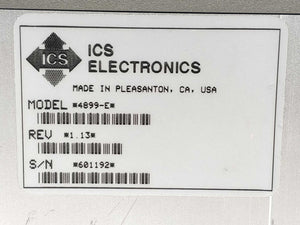 ICS
ICS
ELECTRONICS
MADE IN PLEASANTON, CA, USA
MODEL *4899-E*
REV *1.13*
S/N *601192*